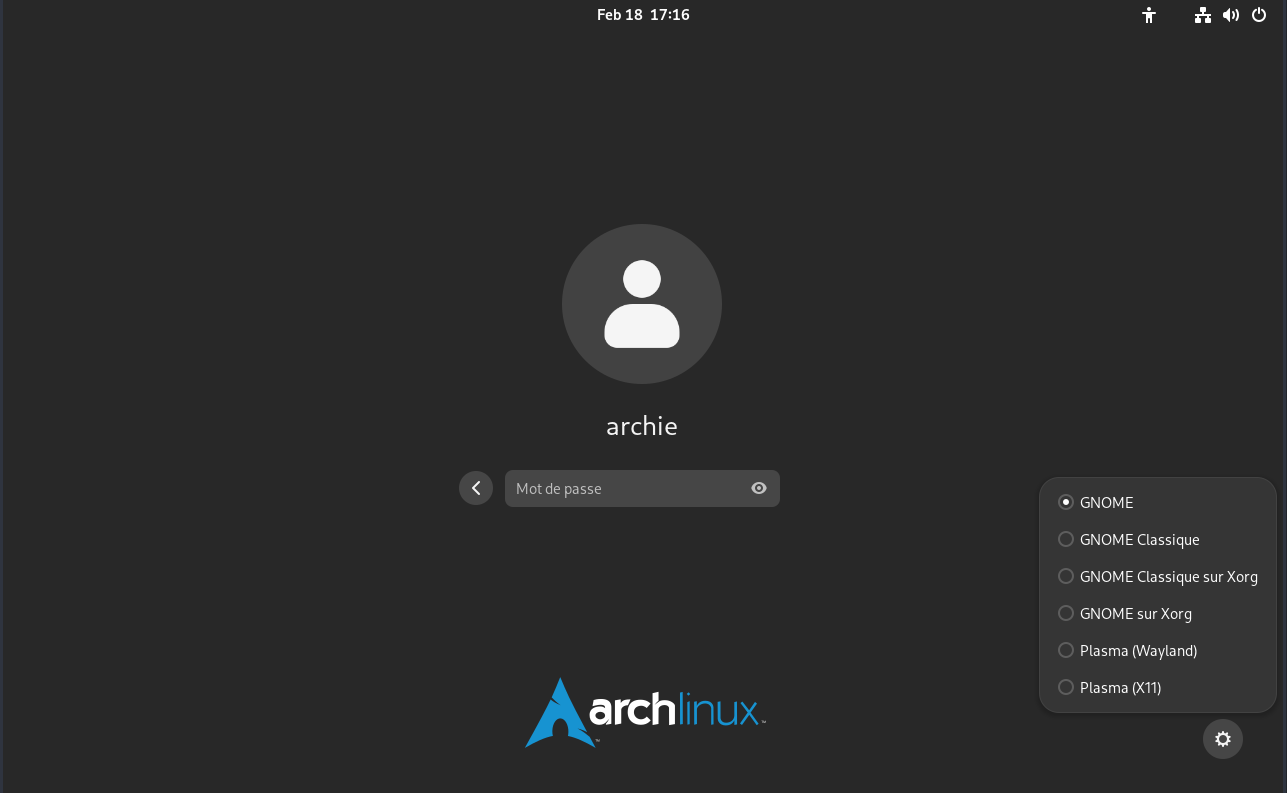 Feb 18 17:16
archie
Mot de passe
GNOME
GNOME Classique
GNOME Classique sur Xorg
GNOME sur Xorg
Plasma (Wayland)
Plasma (X11)
archlinux™